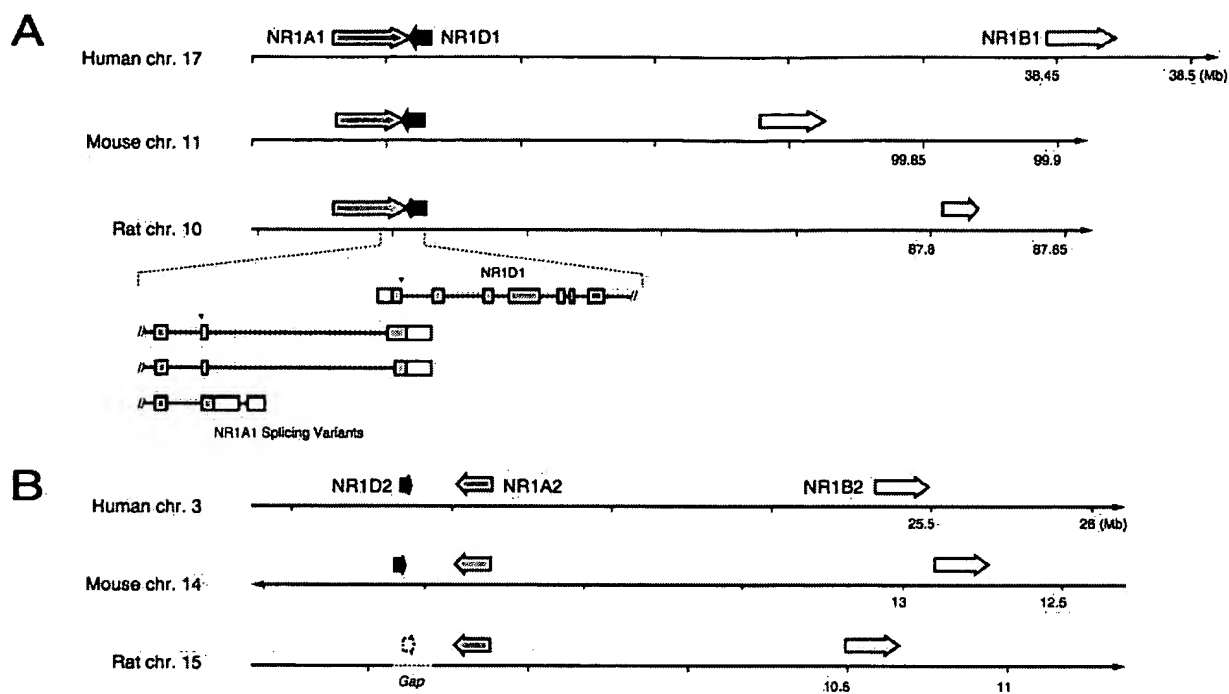 A
NR1A1 NR1D1 NR1B1
Human chr. 17
38.45 38.5 (Mb)
Mouse chr. 11
99.85 99.9
Rat chr. 10
87.8 87.85
NR1D1
NR1A1 Splicing Variants
B
NR1D2 NR1A2 NR1B2
Human chr. 3
25.5 26 (Mb)
Mouse chr. 14
13 12.5
Rat chr. 15
Gap 10.5 11